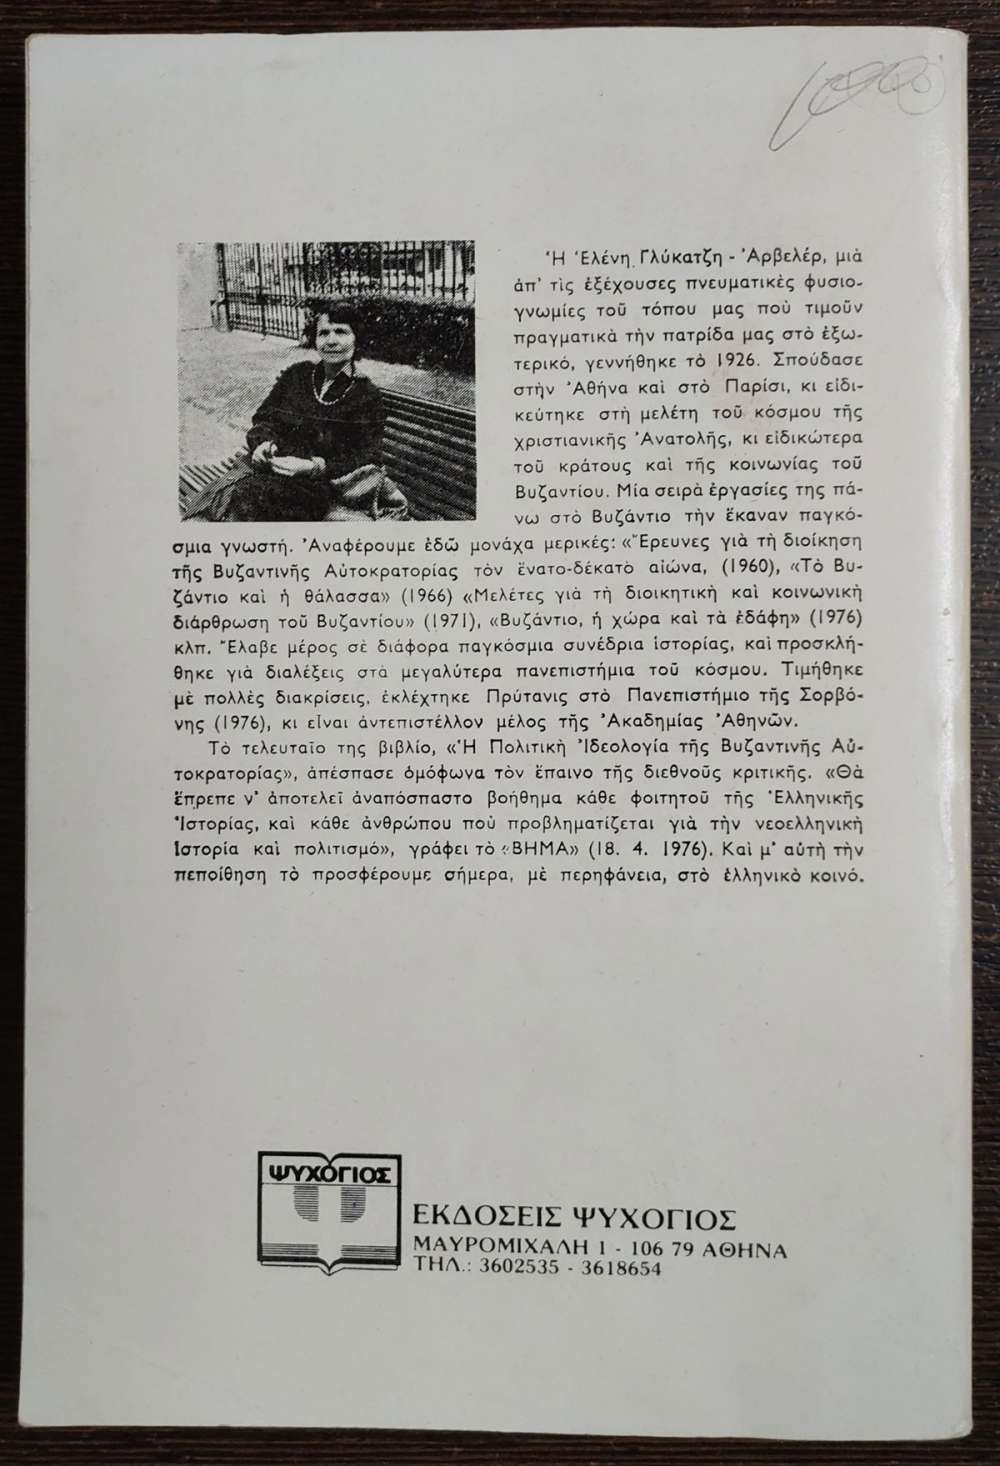 Ἡ Ἑλένη Γλύκατζη - Ἀρβελέρ, μιὰ
ἀπ' τὶς ἐξέχουσες πνευματικὲς φυσιο-
γνωμίες τοῦ τόπου μας ποὺ τιμοῦν
πραγματικὰ τὴν πατρίδα μας στὸ ἐξω-
τερικό, γεννήθηκε τὸ 1926. Σπούδασε
στὴν Ἀθήνα καὶ στὸ Παρίσι, κι εἰδι-
κεύτηκε στὴ μελέτη τοῦ κόσμου τῆς
χριστιανικῆς Ἀνατολῆς, κι εἰδικώτερα
τοῦ κράτους καὶ τῆς κοινωνίας τοῦ
Βυζαντίου. Μία σειρὰ ἐργασίες της πά-
νω στὸ Βυζάντιο τὴν ἔκαναν παγκό-
σμια γνωστή. Ἀναφέρουμε ἐδῶ μονάχα μερικές: «Ἔρευνες γιὰ τὴ διοίκηση
τῆς Βυζαντινῆς Αὐτοκρατορίας τὸν ἔνατο-δέκατὸ αἰώνα, (1960), «Τὸ Βυ-
ζάντιο καὶ ἡ θάλασσα» (1966) «Μελέτες γιὰ τὴ διοικητικὴ καὶ κοινωνικὴ
διάρθρωση τοῦ Βυζαντίου» (1971), «Βυζάντιο, ἡ χώρα καὶ τὰ ἐδάφη» (1976)
κλπ. Ἔλαβε μέρος σὲ διάφορα παγκόσμια συνέδρια ἱστορίας, καὶ προσκλή-
θηκε γιὰ διαλέξεις στὰ μεγαλύτερα πανεπιστήμια τοῦ κόσμου. Τιμήθηκε
μὲ πολλὲς διακρίσεις, ἐκλέχτηκε Πρύτανις στὸ Πανεπιστήμιο τῆς Σορβό-
νης (1976), κι εἶναι ἀντεπιστέλλον μέλος τῆς Ἀκαδημίας Ἀθηνῶν.
Τὸ τελευταῖο της βιβλίο, «Ἡ Πολιτικὴ Ἰδεολογία τῆς Βυζαντινῆς Αὐ-
τοκρατορίας», ἀπέσπασε ὁμόφωνα τὸν ἔπαινο τῆς διεθνοῦς κριτικῆς. «Θὰ
ἔπρεπε ν' ἀποτελεῖ ἀναπόσπαστο βοήθημα κάθε φοιτητοῦ τῆς Ἑλληνικῆς
Ἱστορίας, καὶ κάθε ἀνθρώπου ποὺ προβληματίζεται γιὰ τὴν νεοελληνικὴ
Ἱστορία καὶ πολιτισμό», γράφει τὸ «ΒΗΜΑ» (18. 4. 1976). Καὶ μ' αὐτὴ τὴν
πεποίθηση τὸ προσφέρουμε σήμερα, μὲ περηφάνεια, στὸ ἑλληνικὸ κοινό.
ΨΥΧΟΓΙΟΣ
ΕΚΔΟΣΕΙΣ ΨΥΧΟΓΙΟΣ
ΜΑΥΡΟΜΙΧΑΛΗ 1 - 106 79 ΑΘΗΝΑ
ΤΗΛ.: 3602535 - 3618654